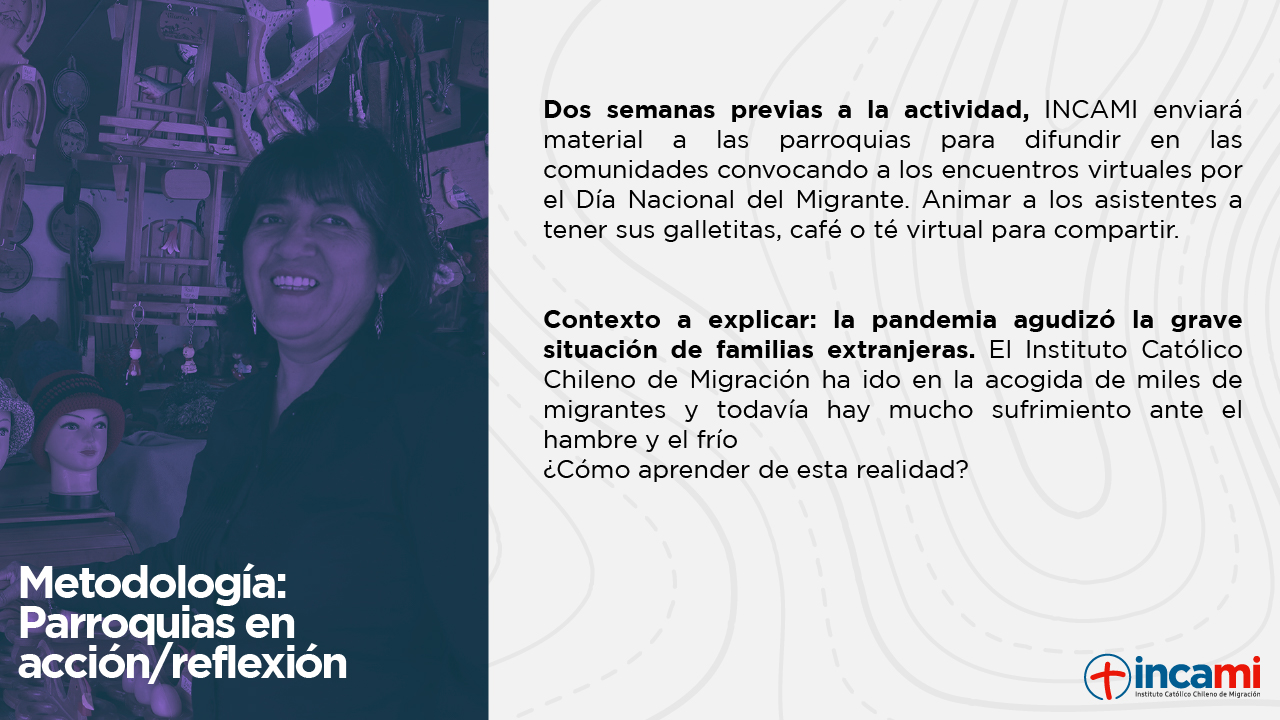 Dos semanas previas a la actividad, INCAMI enviará
material a las parroquias para difundir en las
comunidades convocando a los encuentros virtuales por
el Día Nacional del Migrante. Animar a los asistentes a
tener sus galletitas, café o té virtual para compartir.
Contexto a explicar: la pandemia agudizó la grave
situación de familias extranjeras. El Instituto Católico
Chileno de Migración ha ido en la acogida de miles de
migrantes y todavía hay mucho sufrimiento ante el
hambre y el frío
¿Cómo aprender de esta realidad?
Metodología:
Parroquias en
acción/reflexión
incami
Instituto Católico Chileno de Migración